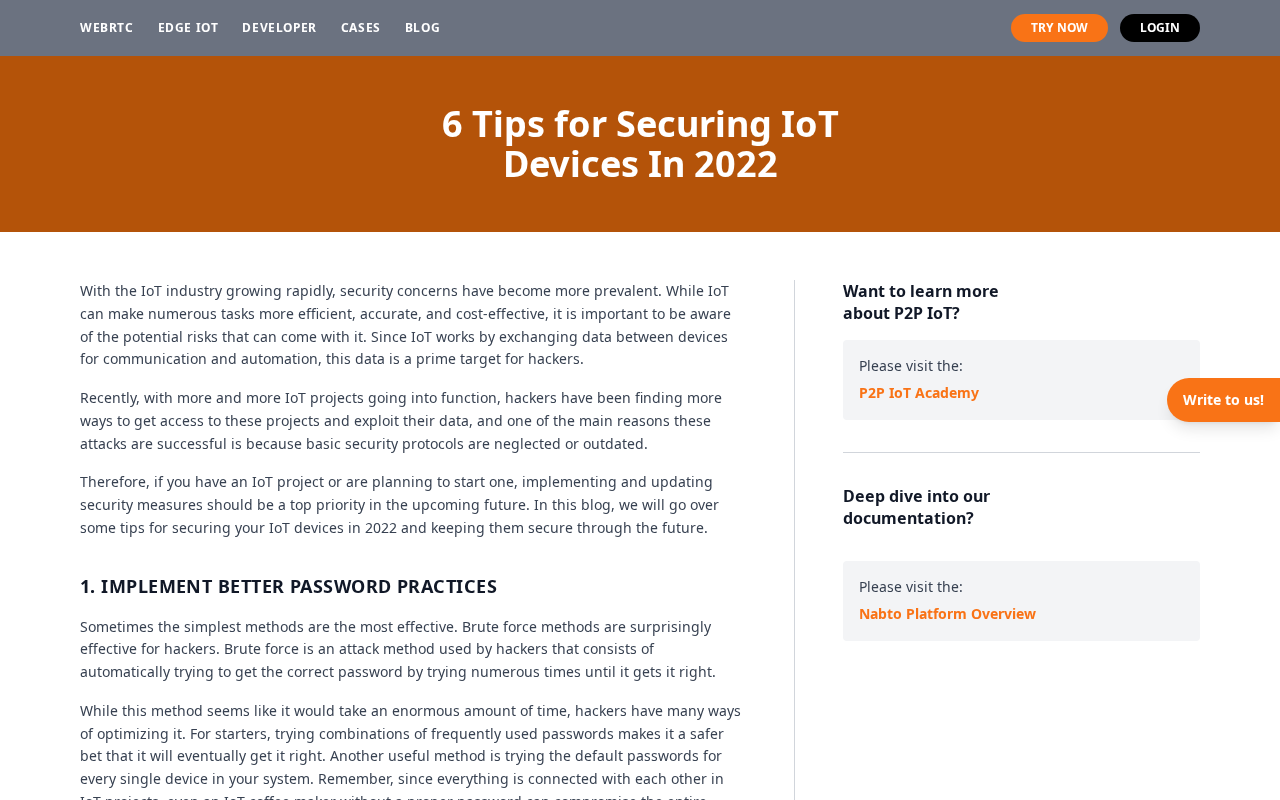 WEBRTC EDGE IOT DEVELOPER CASES BLOG TRY NOW LOGIN
6 Tips for Securing IoT
Devices In 2022
With the IoT industry growing rapidly, security concerns have become more prevalent. While IoT
can make numerous tasks more efficient, accurate, and cost-effective, it is important to be aware
of the potential risks that can come with it. Since IoT works by exchanging data between devices
for communication and automation, this data is a prime target for hackers.
Recently, with more and more IoT projects going into function, hackers have been finding more
ways to get access to these projects and exploit their data, and one of the main reasons these
attacks are successful is because basic security protocols are neglected or outdated.
Therefore, if you have an IoT project or are planning to start one, implementing and updating
security measures should be a top priority in the upcoming future. In this blog, we will go over
some tips for securing your IoT devices in 2022 and keeping them secure through the future.
1. IMPLEMENT BETTER PASSWORD PRACTICES
Sometimes the simplest methods are the most effective. Brute force methods are surprisingly
effective for hackers. Brute force is an attack method used by hackers that consists of
automatically trying to get the correct password by trying numerous times until it gets it right.
While this method seems like it would take an enormous amount of time, hackers have many ways
of optimizing it. For starters, trying combinations of frequently used passwords makes it a safer
bet that it will eventually get it right. Another useful method is trying the default passwords for
every single device in your system. Remember, since everything is connected with each other in
IoT projects, even an IoT coffee maker without a proper password can compromise the entire
Want to learn more
about P2P IoT?
Please visit the:
P2P IoT Academy
Write to us!
Deep dive into our
documentation?
Please visit the:
Nabto Platform Overview